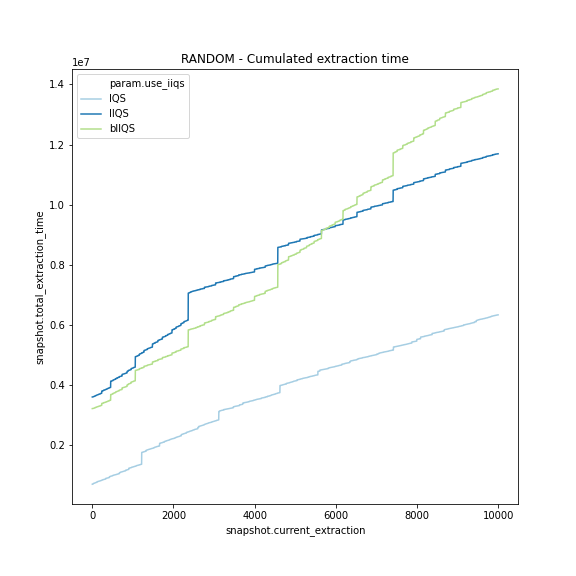 RANDOM - Cumulated extraction time
1e7
param.use_iiqs
IQS
IIQS
bIIQS
1.4
1.2
1.0
0.8
0.6
0.4
0.2
snapshot.total_extraction_time
0
2000
4000
6000
8000
10000
snapshot.current_extraction